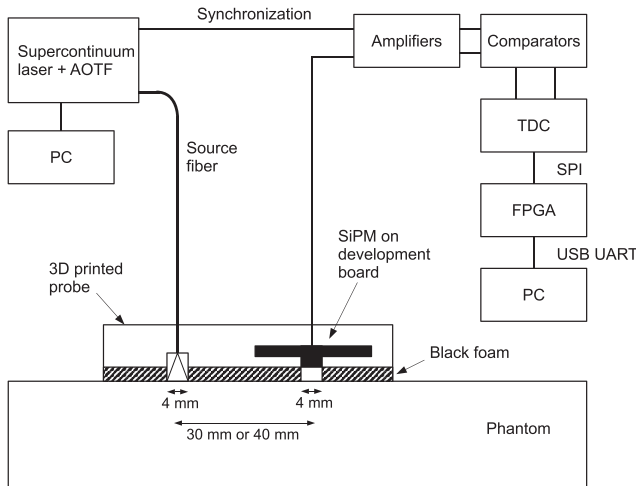 Synchronization
Supercontinuum
laser + AOTF
Amplifiers
Comparators
PC
Source
fiber
TDC
SPI
FPGA
USB UART
PC
SiPM on
development
board
3D printed
probe
Black foam
4 mm
4 mm
30 mm or 40 mm
Phantom